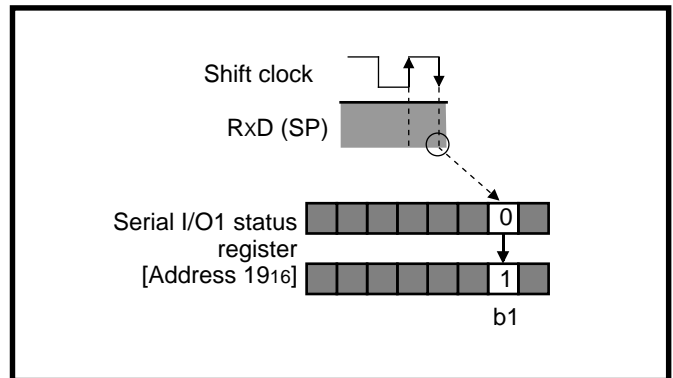 Shift clock
RxD (SP)
0
Serial I/O1 status
register
[Address 1916]
1
b1